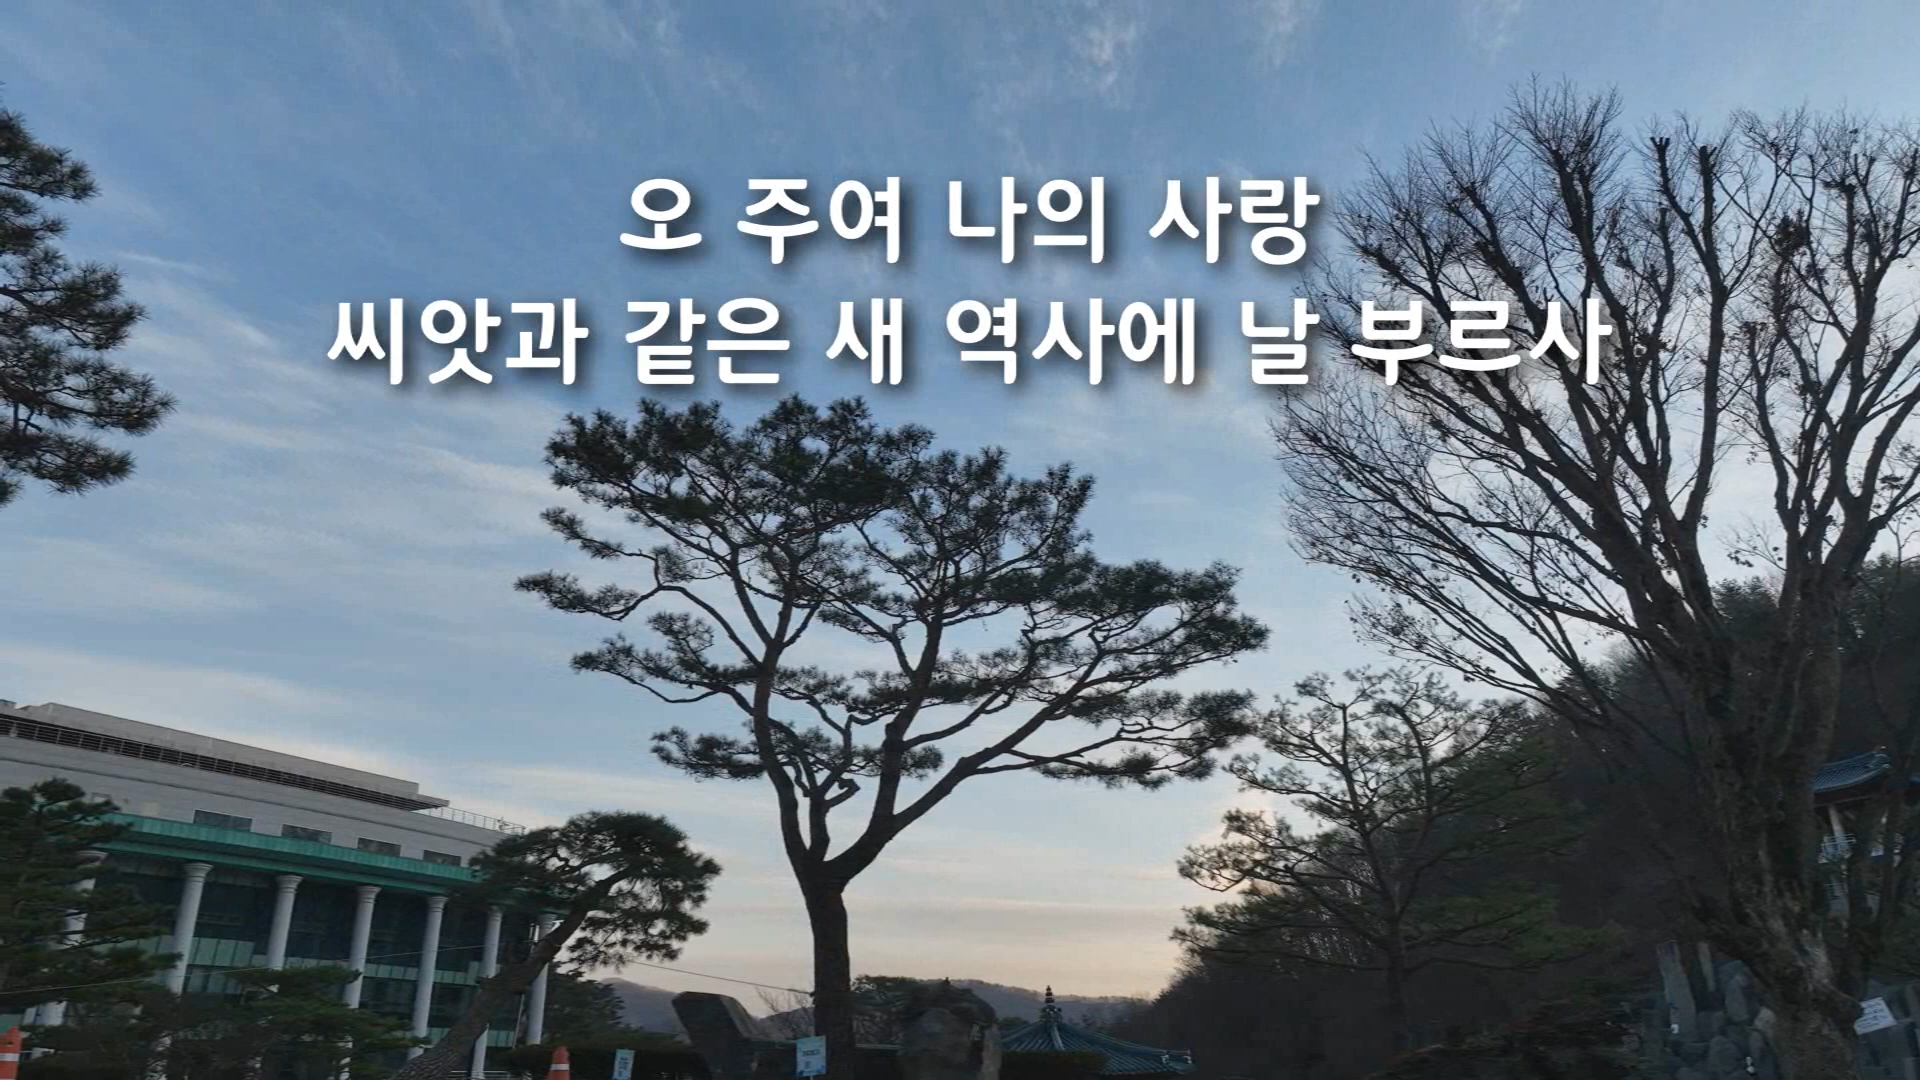 오 주여 나의 사랑
씨앗과 같은 새 역사에 날 부르사